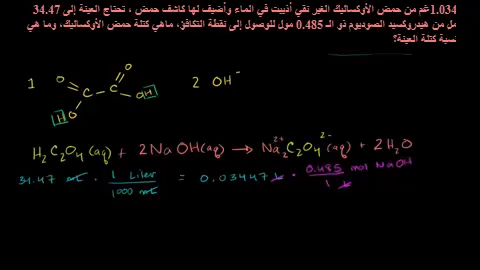 1.034غم من حمض الأوكساليك الغير نقي أذيبت في الماء وأضيف لها كاشف حمض ، تحتاج العينة إلى 34.47
مل من هيدروكسيد الصوديوم ذو الـ 0.485 مول للوصول إلى نقطة التكافؤ، ماهي كتلة حمض الأوكساليك، وما هي
نسبة كتلة العينة؟
1 O O C - C OH HO 2 OH⁻
H₂C₂O₄(aq) + 2NaOH(aq) → Na₂²⁺C₂O₄²⁻(aq) + 2H₂O
34.47 mL · 1 Liter / 1000 mL = 0.03447 L · 0.485 mol NaOH / 1 L